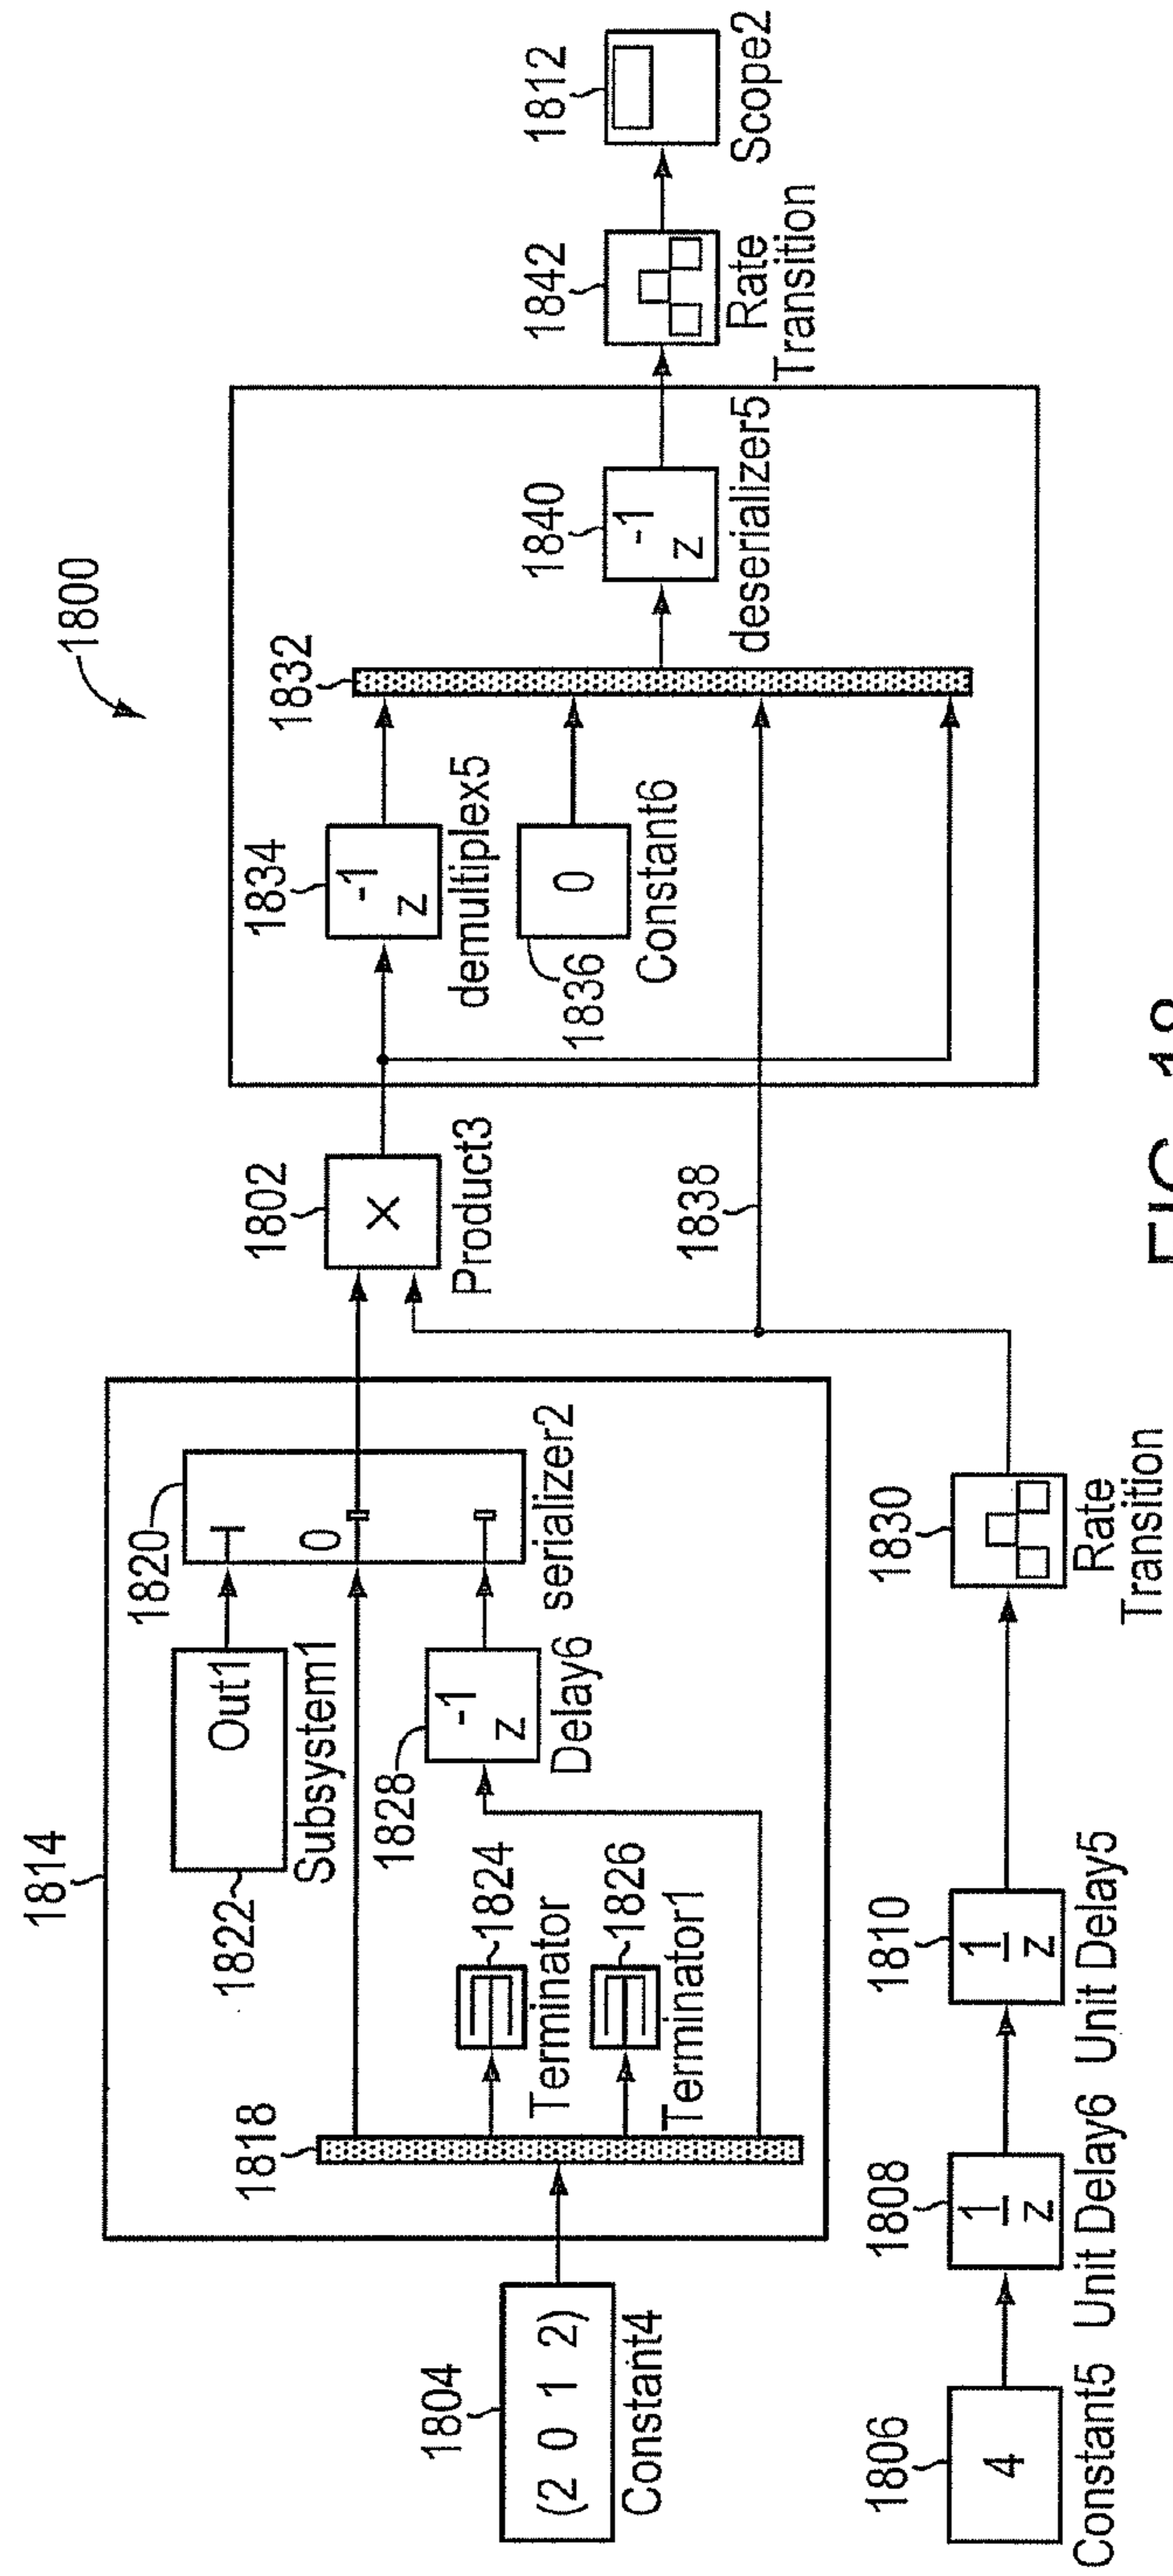 1800
1814
1804
(2 0 1 2)
Constant4
1818
1822
Out1
Subsystem1
1820
0
serializer2
1824
Terminator
1826
Terminator1
1828
-1
z
Delay6
1802
×
Product3
1834
-1
z
demultiplex5
1836
0
Constant6
1838
1832
1840
-1
z
deserializer5
1842
Rate
Transition
1812
Scope2
1806
4
Constant5
1808
1
z
Unit Delay6
1810
1
z
Unit Delay5
1830
Rate
Transition
FIG. 18